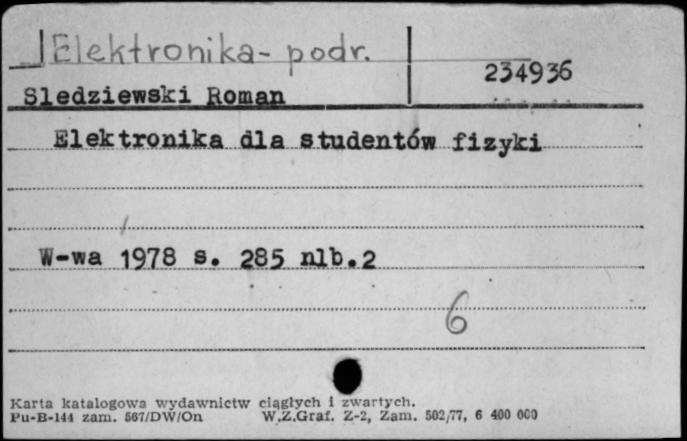 Elektronika - podr.
234936
Sledziewski Roman
Elektronika dla studentów fizyki
W-wa 1978 s. 285 nlb.2
6
Karta katalogowa wydawnictw ciągłych i zwartych.
Pu-B-144 zam. 567/DW/On W.Z.Graf. Z-2, Zam. 502/77, 6 400 000